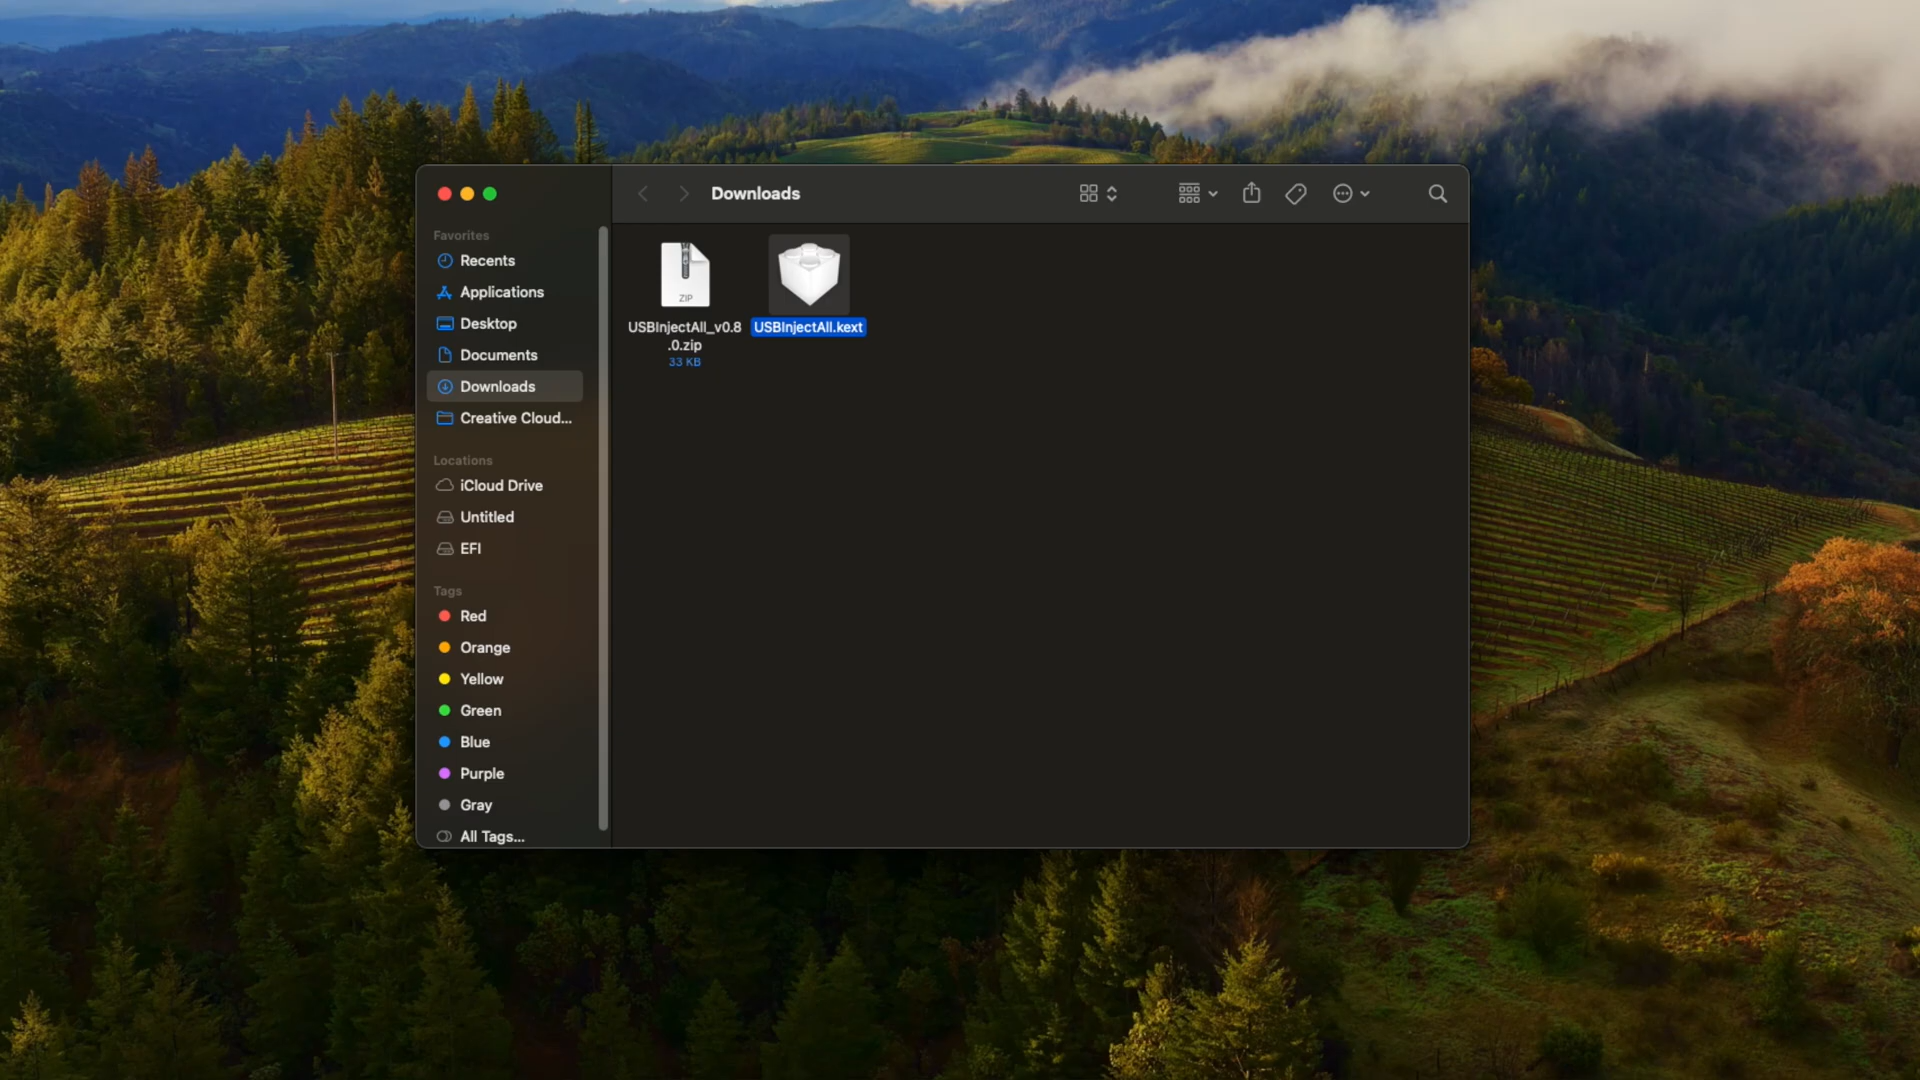 Downloads
Favorites
Recents
Applications
Desktop
Documents
Downloads
Creative Cloud...
Locations
iCloud Drive
Untitled
EFI
Tags
Red
Orange
Yellow
Green
Blue
Purple
Gray
All Tags...
ZIP
USBInjectAll_v0.8
.0.zip
33 KB
USBInjectAll.kext